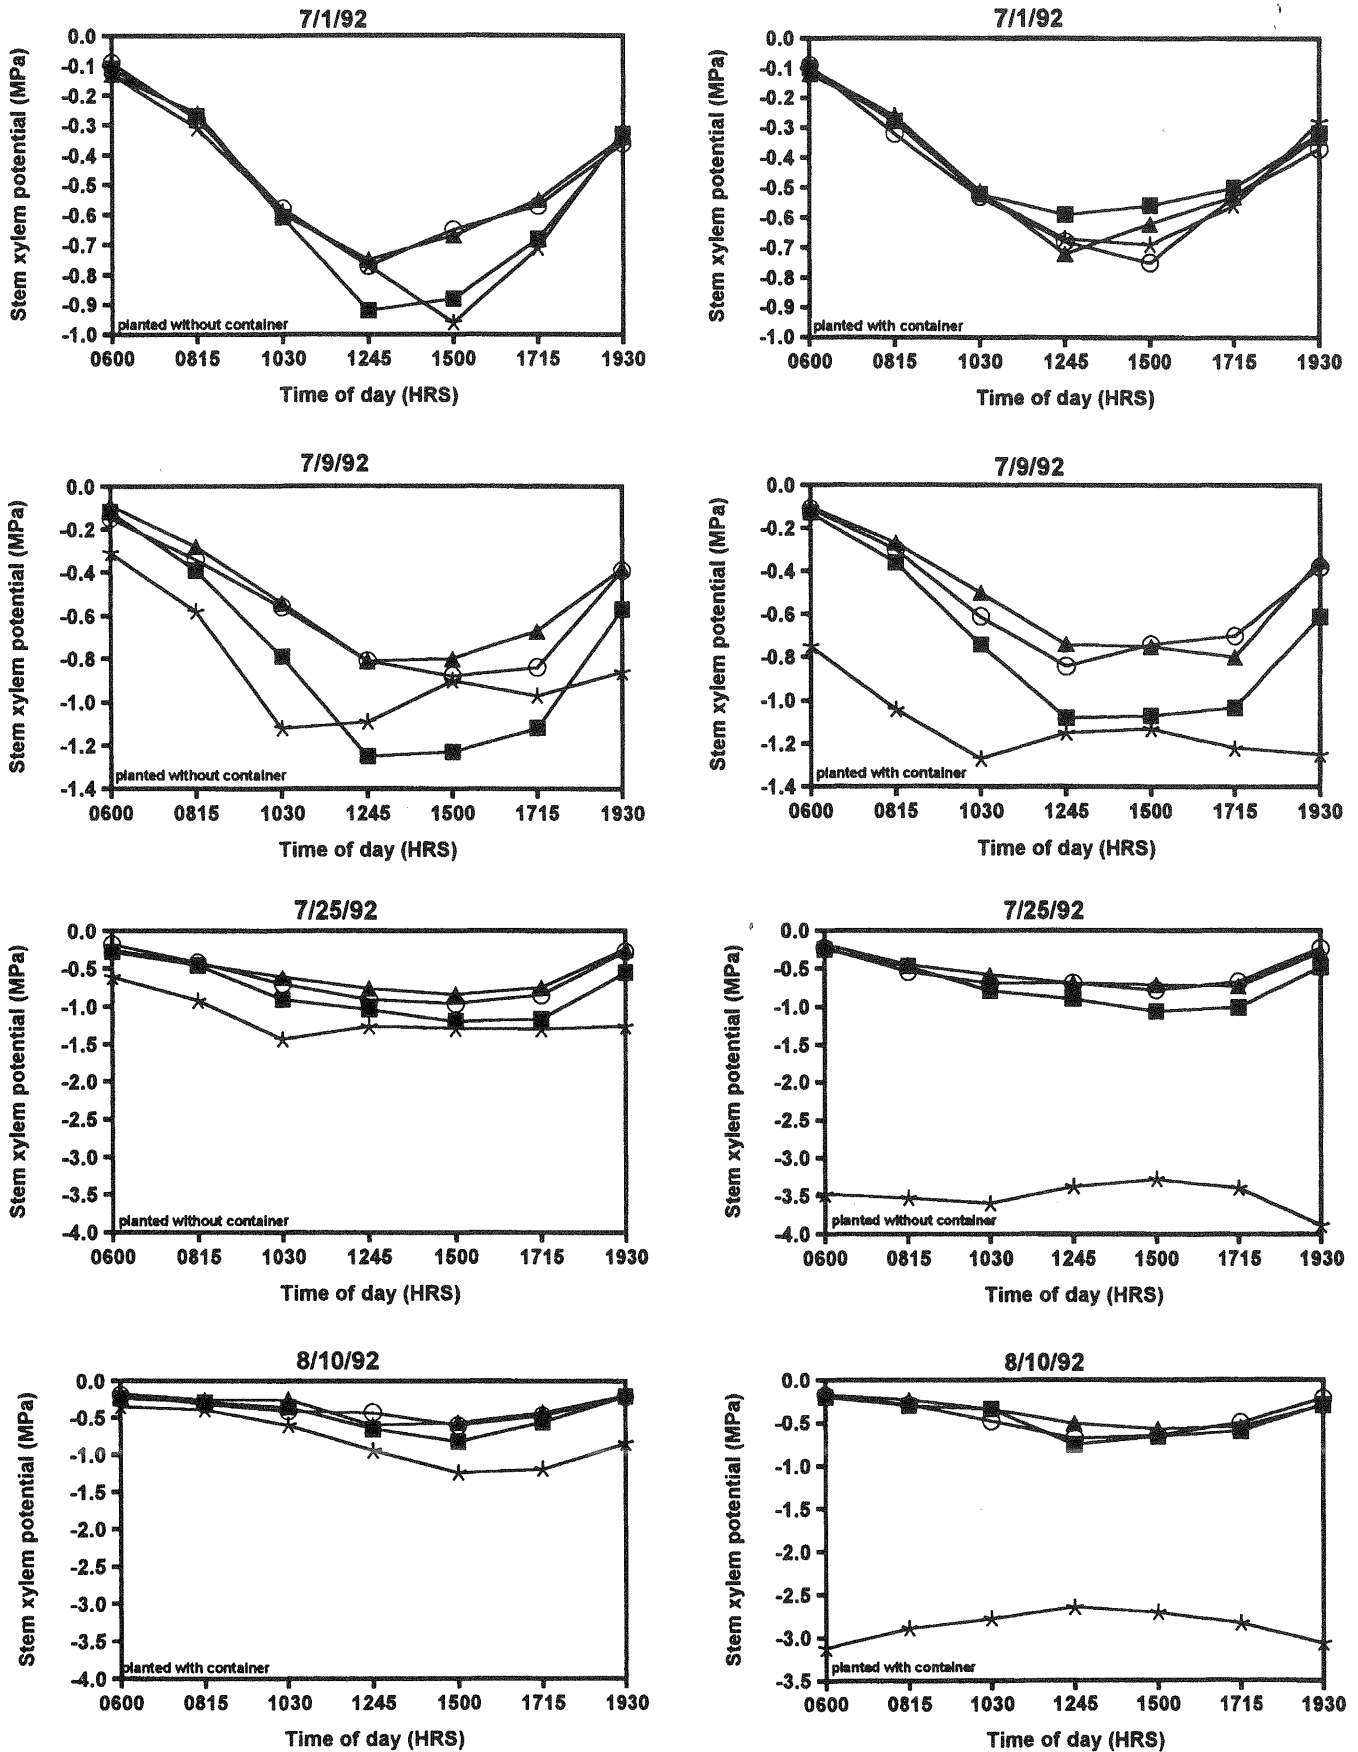 7/1/92
Stem xylem potential (MPa)
0.0
-0.1
-0.2
-0.3
-0.4
-0.5
-0.6
-0.7
-0.8
-0.9
-1.0
planted without container
0600 0815 1030 1245 1500 1715 1930
Time of day (HRS)
7/1/92
Stem xylem potential (MPa)
0.0
-0.1
-0.2
-0.3
-0.4
-0.5
-0.6
-0.7
-0.8
-0.9
-1.0
planted with container
0600 0815 1030 1245 1500 1715 1930
Time of day (HRS)
7/9/92
Stem xylem potential (MPa)
0.0
-0.2
-0.4
-0.6
-0.8
-1.0
-1.2
-1.4
planted without container
0600 0815 1030 1245 1500 1715 1930
Time of day (HRS)
7/9/92
Stem xylem potential (MPa)
0.0
-0.2
-0.4
-0.6
-0.8
-1.0
-1.2
-1.4
planted with container
0600 0815 1030 1245 1500 1715 1930
Time of day (HRS)
7/25/92
Stem xylem potential (MPa)
0.0
-0.5
-1.0
-1.5
-2.0
-2.5
-3.0
-3.5
-4.0
planted without container
0600 0815 1030 1245 1500 1715 1930
Time of day (HRS)
7/25/92
Stem xylem potential (MPa)
0.0
-0.5
-1.0
-1.5
-2.0
-2.5
-3.0
-3.5
-4.0
planted without container
0600 0815 1030 1245 1500 1715 1930
Time of day (HRS)
8/10/92
Stem xylem potential (MPa)
0.0
-0.5
-1.0
-1.5
-2.0
-2.5
-3.0
-3.5
-4.0
planted with container
0600 0815 1030 1245 1500 1715 1930
Time of day (HRS)
8/10/92
Stem xylem potential (MPa)
0.0
-0.5
-1.0
-1.5
-2.0
-2.5
-3.0
-3.5
planted with container
0600 0815 1030 1245 1500 1715 1930
Time of day (HRS)